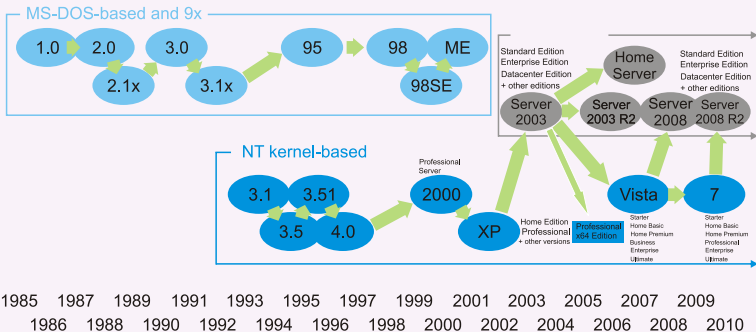 MS-DOS-based and 9x
1.0
2.0
3.0
95
98
ME
2.1x
3.1x
98SE
Standard Edition
Enterprise Edition
Datacenter Edition
+ other editions
Home
Server
Standard Edition
Enterprise Edition
Datacenter Edition
+ other editions
Server
2003
Server
2003 R2
Server
2008
Server
2008 R2
NT kernel-based
Professional
Server
3.1
3.51
2000
Vista
7
3.5
4.0
XP
Home Edition
Professional
+ other versions
Professional
x64 Edition
Starter
Home Basic
Home Premium
Business
Enterprise
Ultimate
Starter
Home Basic
Home Premium
Professional
Enterprise
Ultimate
1985 1987 1989 1991 1993 1995 1997 1999 2001 2003 2005 2007 2009
1986 1988 1990 1992 1994 1996 1998 2000 2002 2004 2006 2008 2010